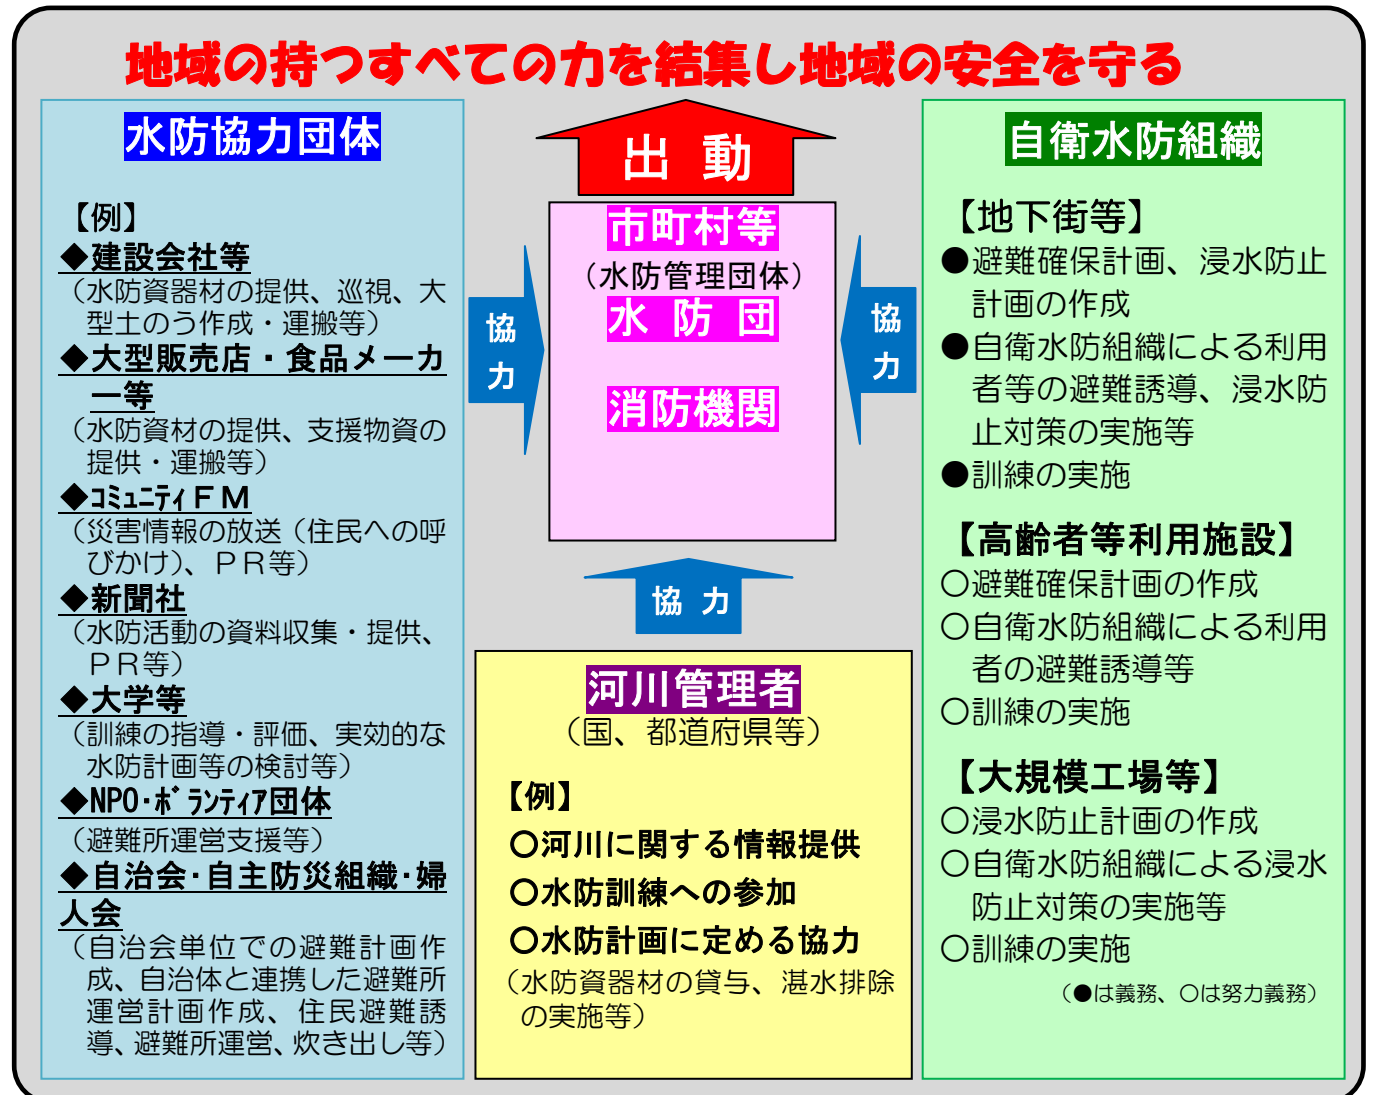 地域の持つすべての力を結集し地域の安全を守る
水防協力団体
【例】
◆建設会社等
（水防資器材の提供、巡視、大
型土のう作成・運搬等）
◆大型販売店・食品メーカ
ー等
（水防資材の提供、支援物資の
提供・運搬等）
◆ｺﾐｭﾆﾃｨＦＭ
（災害情報の放送（住民への呼
びかけ）、ＰＲ等）
◆新聞社
（水防活動の資料収集・提供、
ＰＲ等）
◆大学等
（訓練の指導・評価、実効的な
水防計画等の検討等）
◆NPO･ﾎﾞﾗﾝﾃｨｱ団体
（避難所運営支援等）
◆自治会･自主防災組織･婦
人会
（自治会単位での避難計画作
成、自治体と連携した避難所
運営計画作成、住民避難誘
導、避難所運営、炊き出し等）
出 動
市町村等
（水防管理団体）
水 防 団
消防機関
協
力
協
力
協 力
河川管理者
（国、都道府県等）
【例】
○河川に関する情報提供
○水防訓練への参加
○水防計画に定める協力
（水防資器材の貸与、湛水排除
の実施等）
自衛水防組織
【地下街等】
●避難確保計画、浸水防止
計画の作成
●自衛水防組織による利用
者等の避難誘導、浸水防
止対策の実施等
●訓練の実施
【高齢者等利用施設】
○避難確保計画の作成
○自衛水防組織による利用
者の避難誘導等
○訓練の実施
【大規模工場等】
○浸水防止計画の作成
○自衛水防組織による浸水
防止対策の実施等
○訓練の実施
（●は義務、○は努力義務）